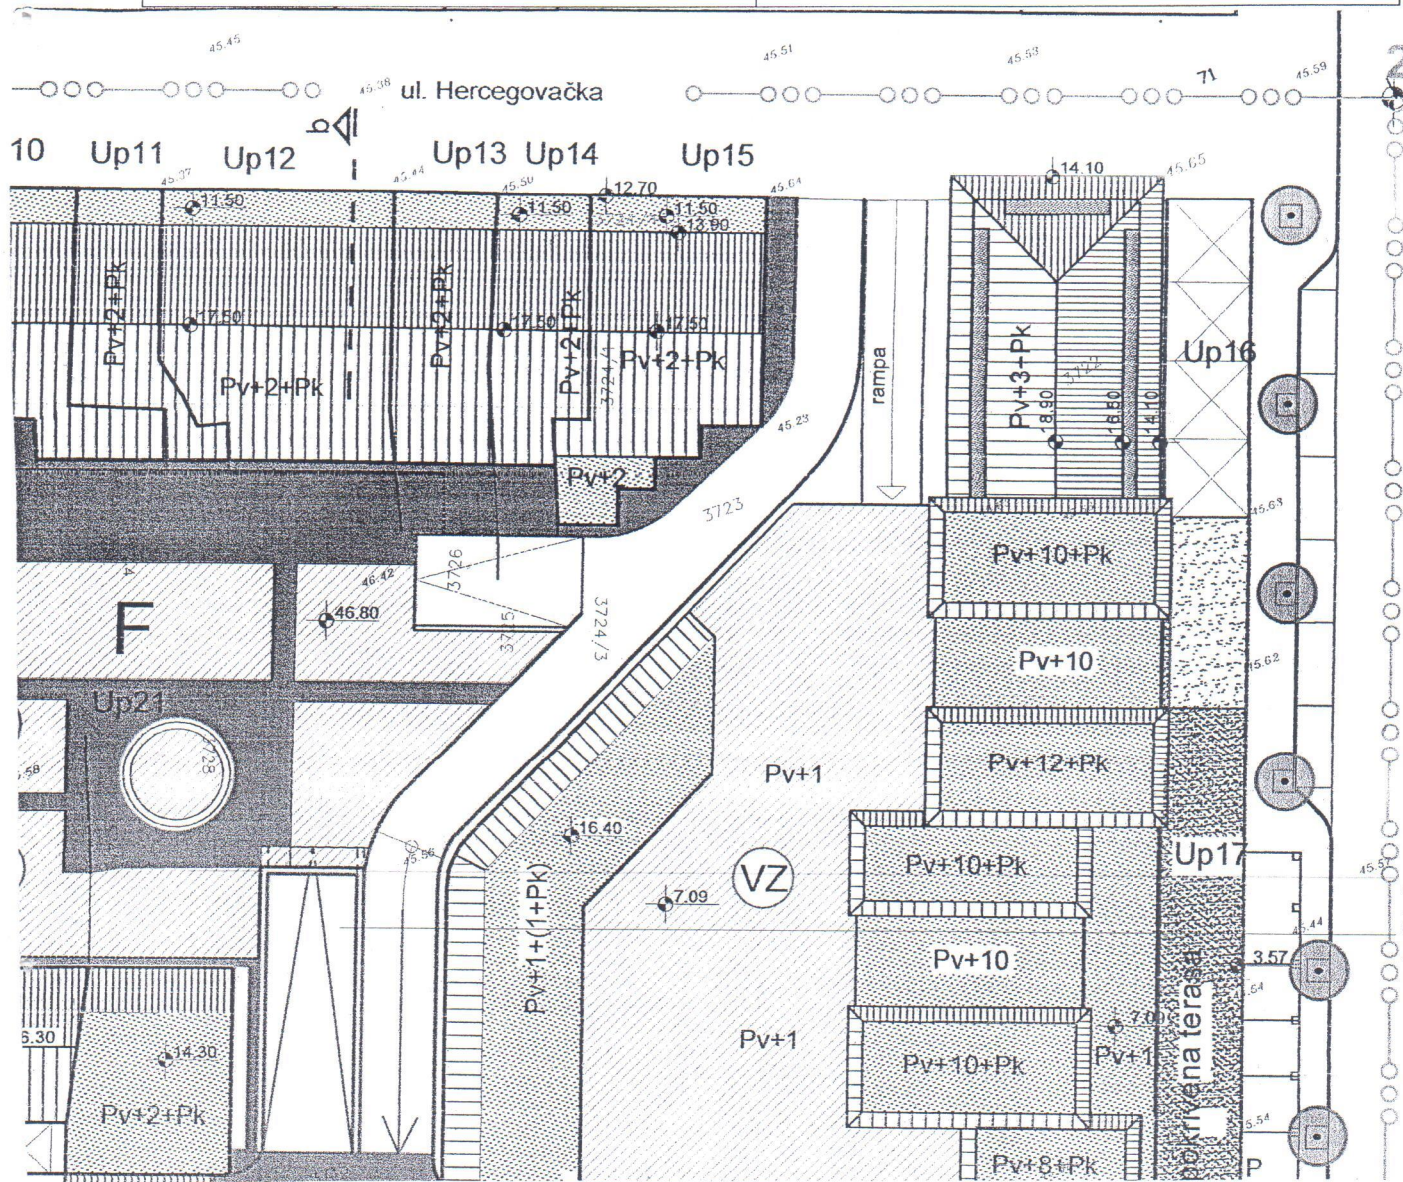 45.45
45.51
45.53
45.59
71
45.38
ul. Hercegovačka
b
10
Up11
Up12
Up13
Up14
Up15
45.37
45.44
45.50
45.64
45.65
14.10
12.70
11.50
11.50
11.50
13.90
17.50
17.50
17.50
Pv+2+Pk
Pv+2+Pk
Pv+2+Pk
Pv+2+Pk
3724/1
Pv+2+Pk
rampa
Pv+3+Pk
3722
Up16
18.90
16.50
14.10
45.23
Pv+2
3723
45.63
Pv+10+Pk
3726
46.42
46.80
F
3725
3724/3
Pv+10
45.62
Up21
3728
Pv+1
Pv+12+Pk
16.40
45.56
Pv+10+Pk
Up17
VZ
7.09
Pv+1+(1+Pk)
45.44
Pv+10
3.57
pokrivena terasa
6.30
14.30
Pv+1
7.00
Pv+1
Pv+10+Pk
Pv+2+Pk
5.54
Pv+8+Pk
P